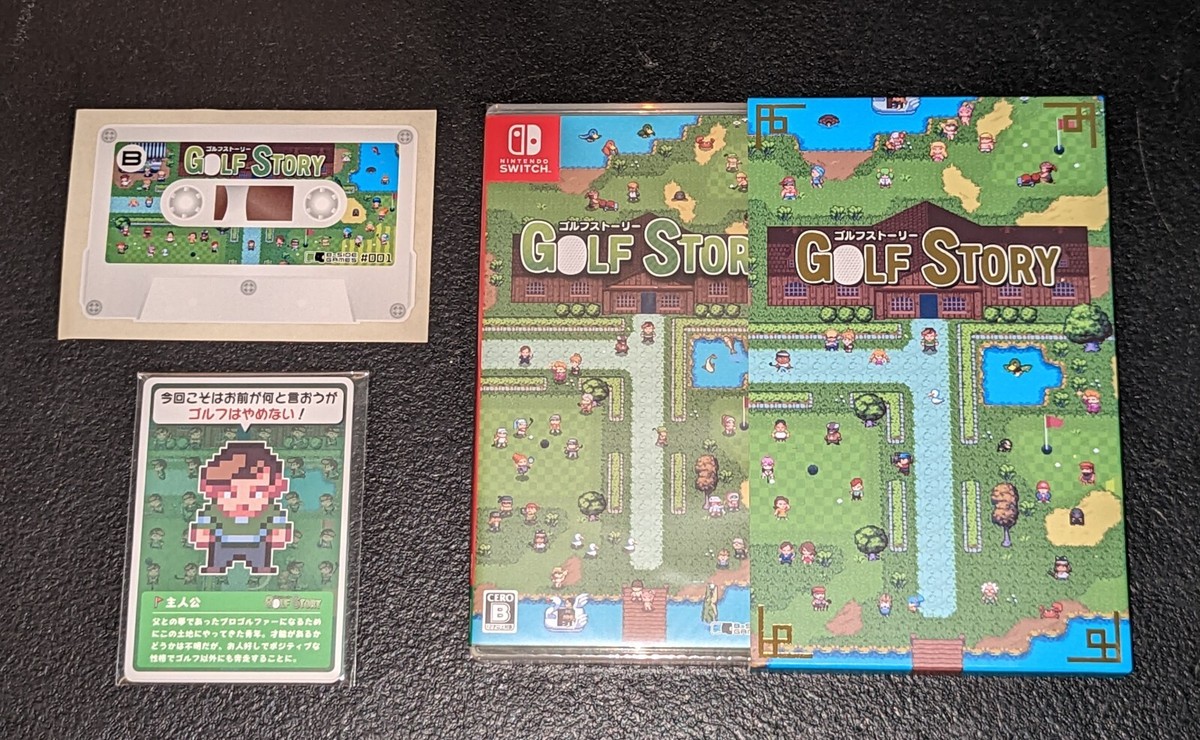 B
ゴルフストーリー
GOLF STORY
B-SIDE
GAMES
#001
今回こそはお前が何と言おうが
ゴルフはやめない！
主人公
GOLF STORY
父との夢であったプロゴルファーになるため
にこの土地にやってきた青年。才能があるか
どうかは不明だが、お人好しでポジティブな
性格でゴルフ以外にも奔走することに。
NINTENDO
SWITCH
ゴルフストーリー
GOLF STOR
CERO
B
ゴルフストーリー
GOLF STORY